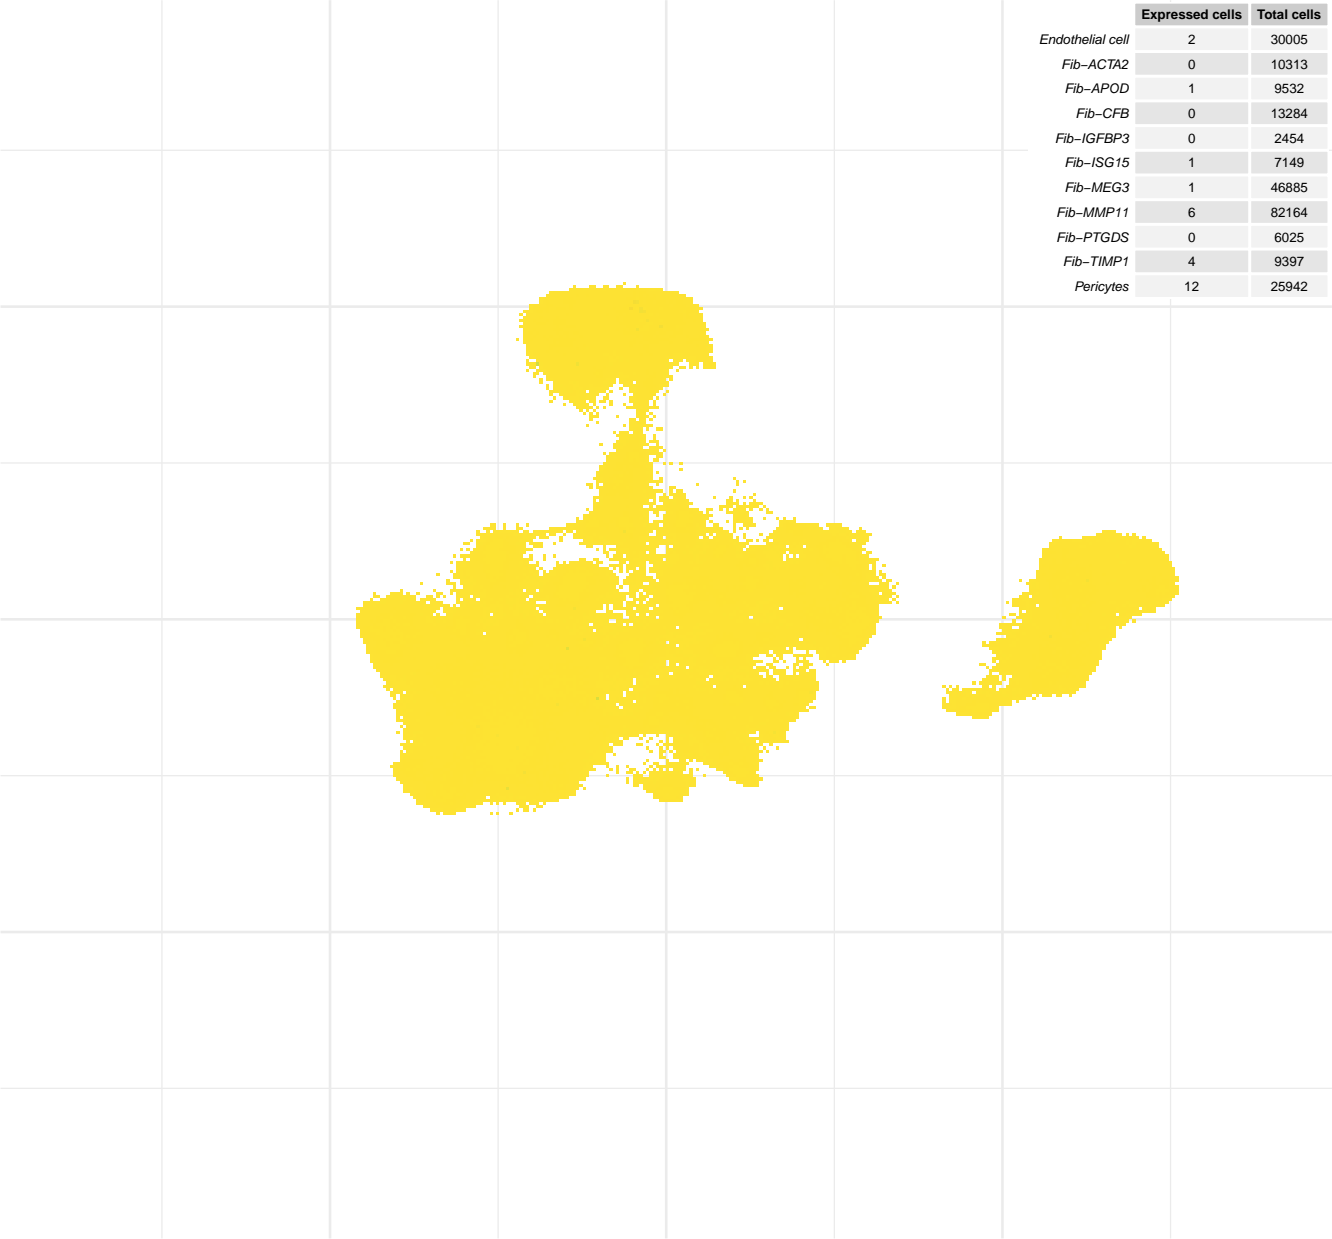 Expressed cells Total cells
Endothelial cell 2 30005
Fib−ACTA2 0 10313
Fib−APOD 1 9532
Fib−CFB 0 13284
Fib−IGFBP3 0 2454
Fib−ISG15 1 7149
Fib−MEG3 1 46885
Fib−MMP11 6 82164
Fib−PTGDS 0 6025
Fib−TIMP1 4 9397
Pericytes 12 25942